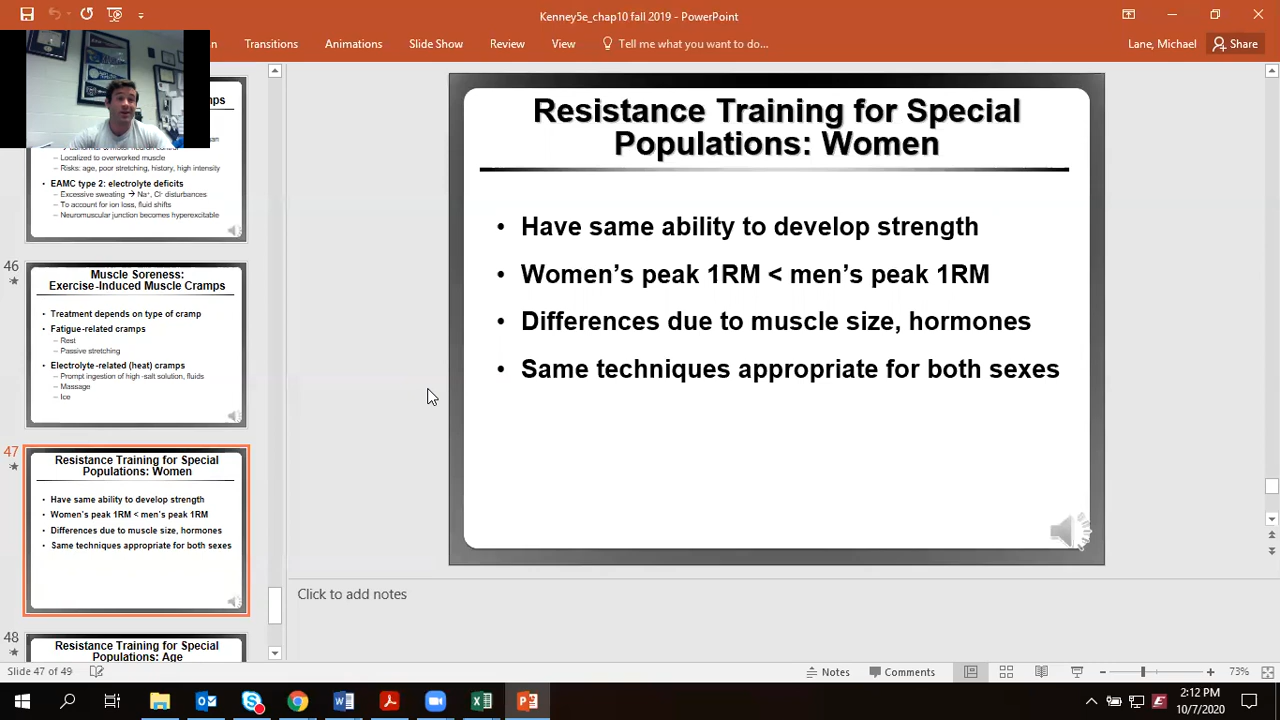 Kenney5e_chap10 fall 2019 - PowerPoint
Transitions
Animations
Slide Show
Review
View
Tell me what you want to do...
Lane, Michael
Share
Localized to overworked muscle
Risks: age, poor stretching, history, high intensity
• EAMC type 2: electrolyte deficits
– Excessive sweating → Na⁺, Cl⁻ disturbances
– To account for ion loss, fluid shifts
– Neuromuscular junction becomes hyperexcitable
46
Muscle Soreness:
Exercise-Induced Muscle Cramps
• Treatment depends on type of cramp
• Fatigue-related cramps
– Rest
– Passive stretching
• Electrolyte-related (heat) cramps
– Prompt ingestion of high-salt solution, fluids
– Massage
– Ice
47
Resistance Training for Special
Populations: Women
• Have same ability to develop strength
• Women's peak 1RM < men's peak 1RM
• Differences due to muscle size, hormones
• Same techniques appropriate for both sexes
48
Resistance Training for Special
Populations: Age
Resistance Training for Special
Populations: Women
• Have same ability to develop strength
• Women's peak 1RM < men's peak 1RM
• Differences due to muscle size, hormones
• Same techniques appropriate for both sexes
Click to add notes
Slide 47 of 49
Notes
Comments
73%
2:12 PM
10/7/2020